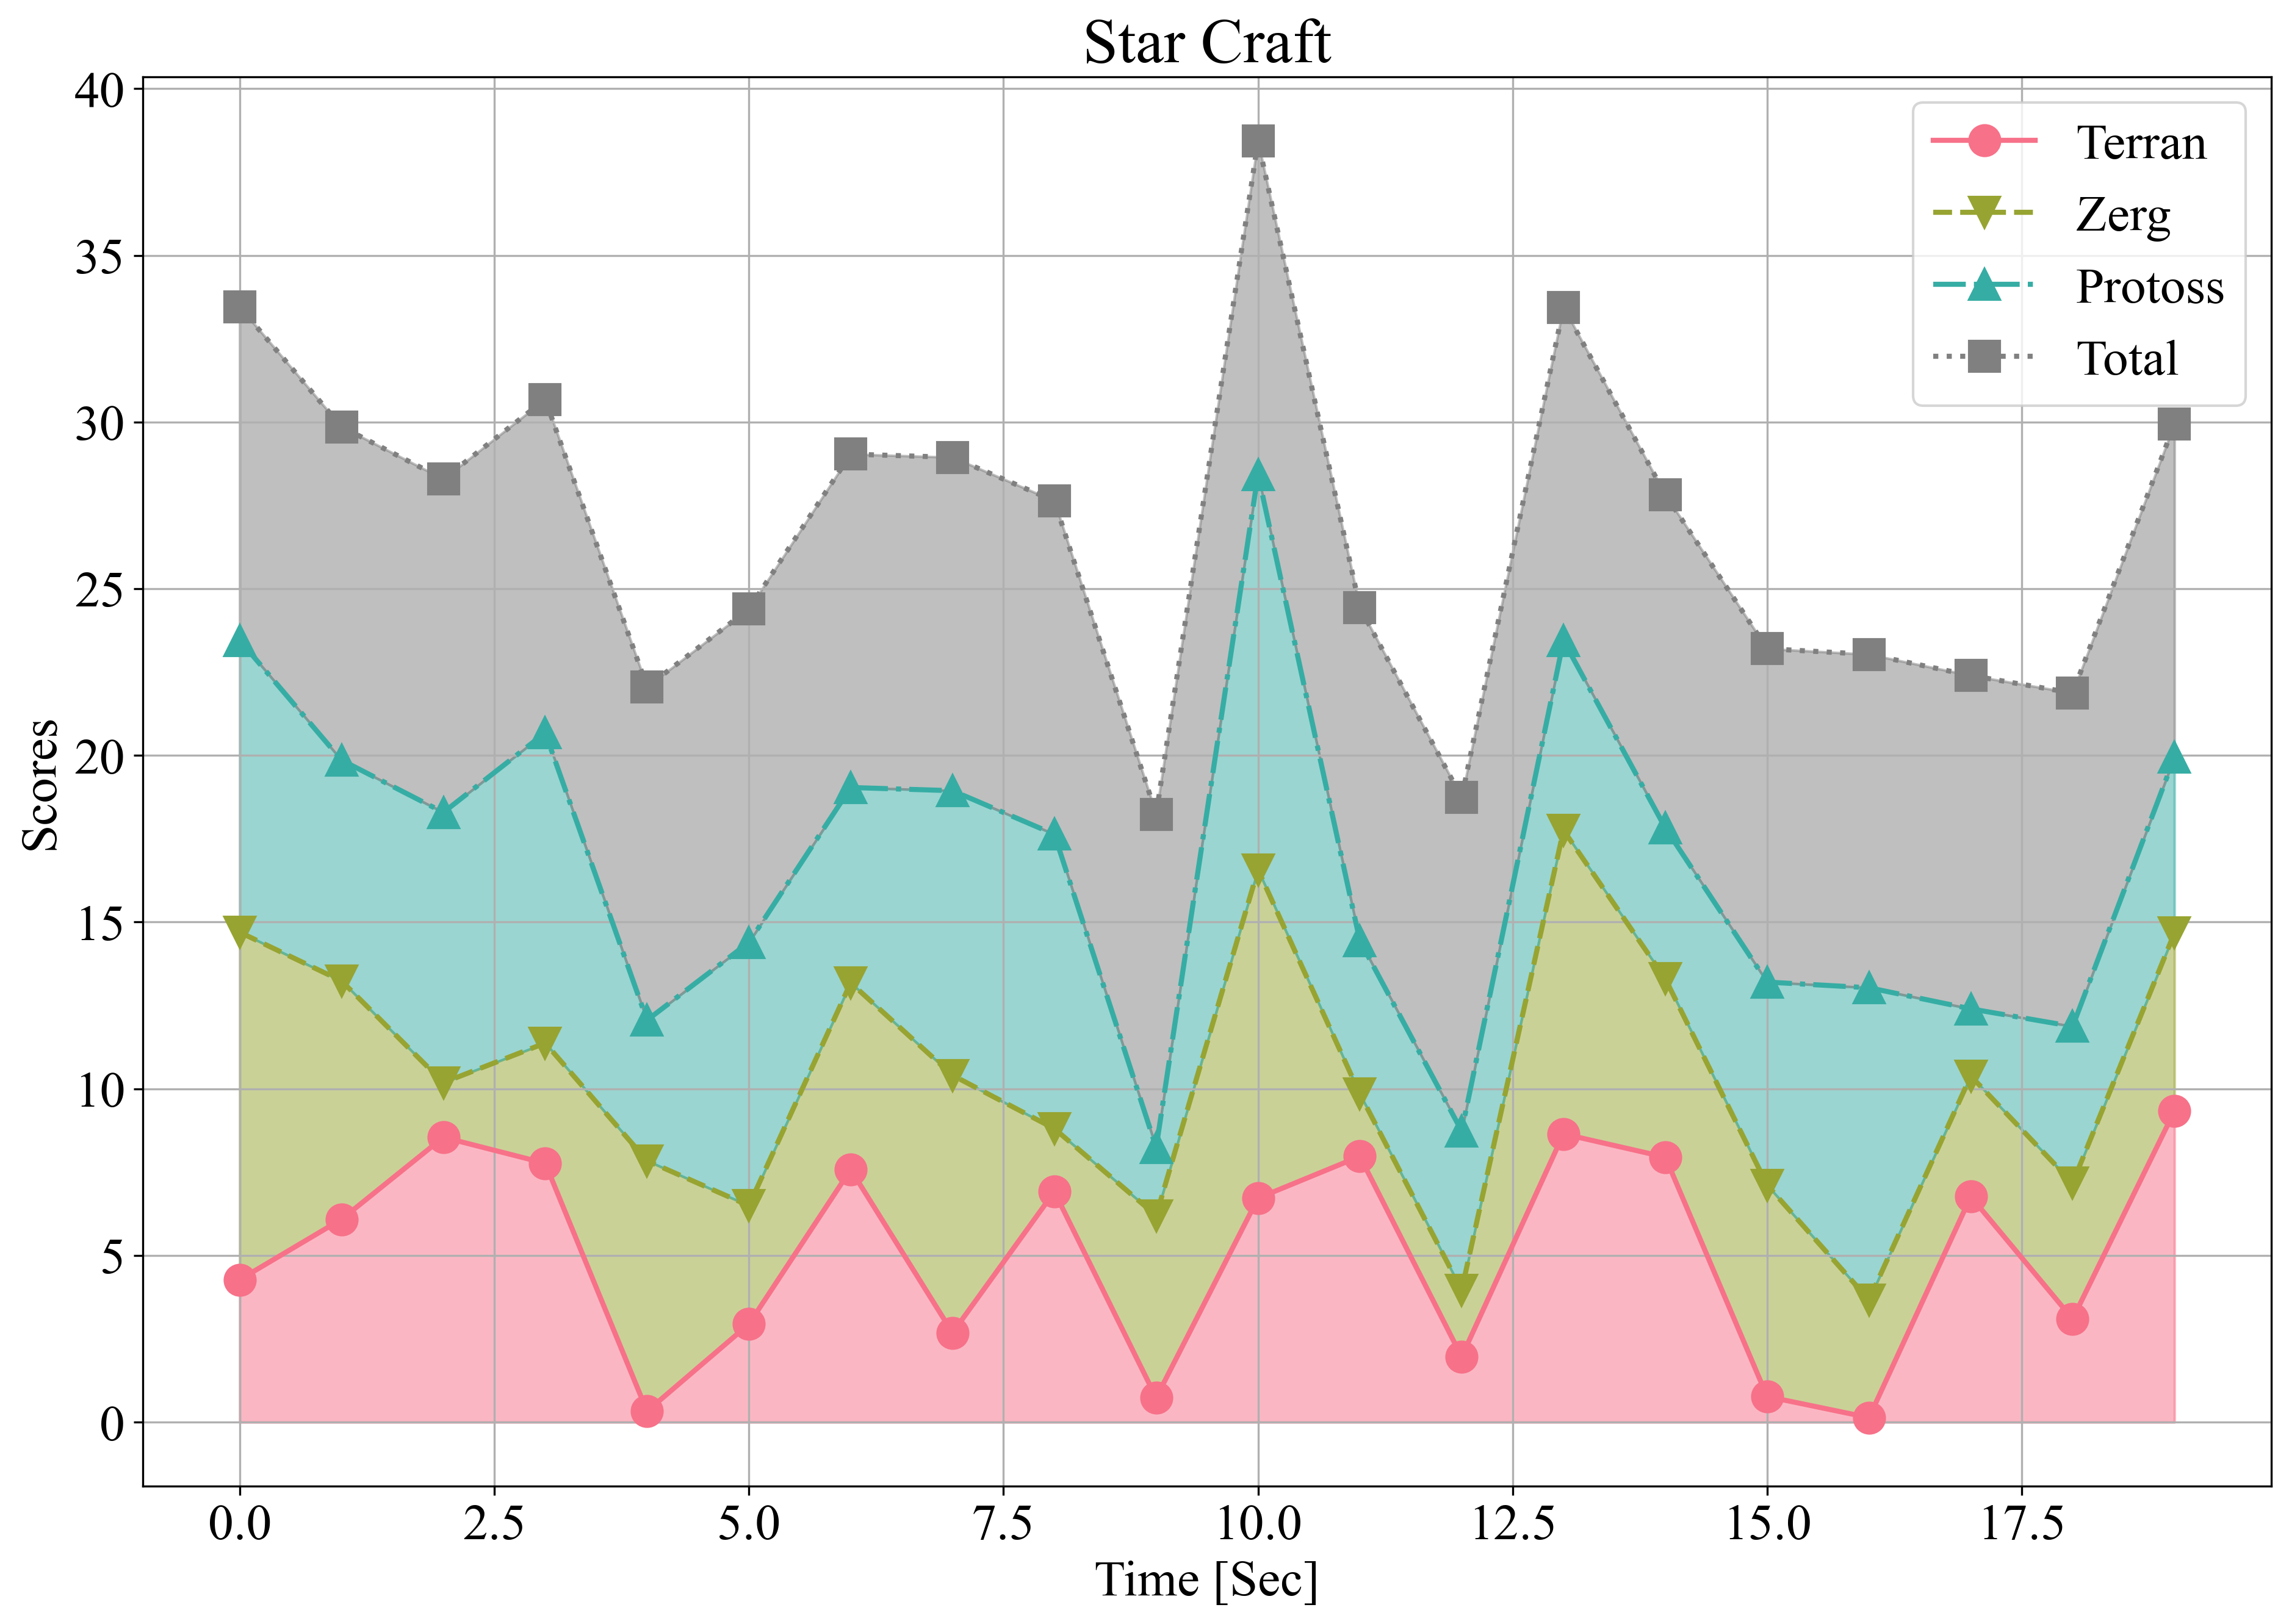 Star Craft
40
35
30
25
20
15
10
5
0
Scores
Terran
Zerg
Protoss
Total
0.0 2.5 5.0 7.5 10.0 12.5 15.0 17.5
Time [Sec]